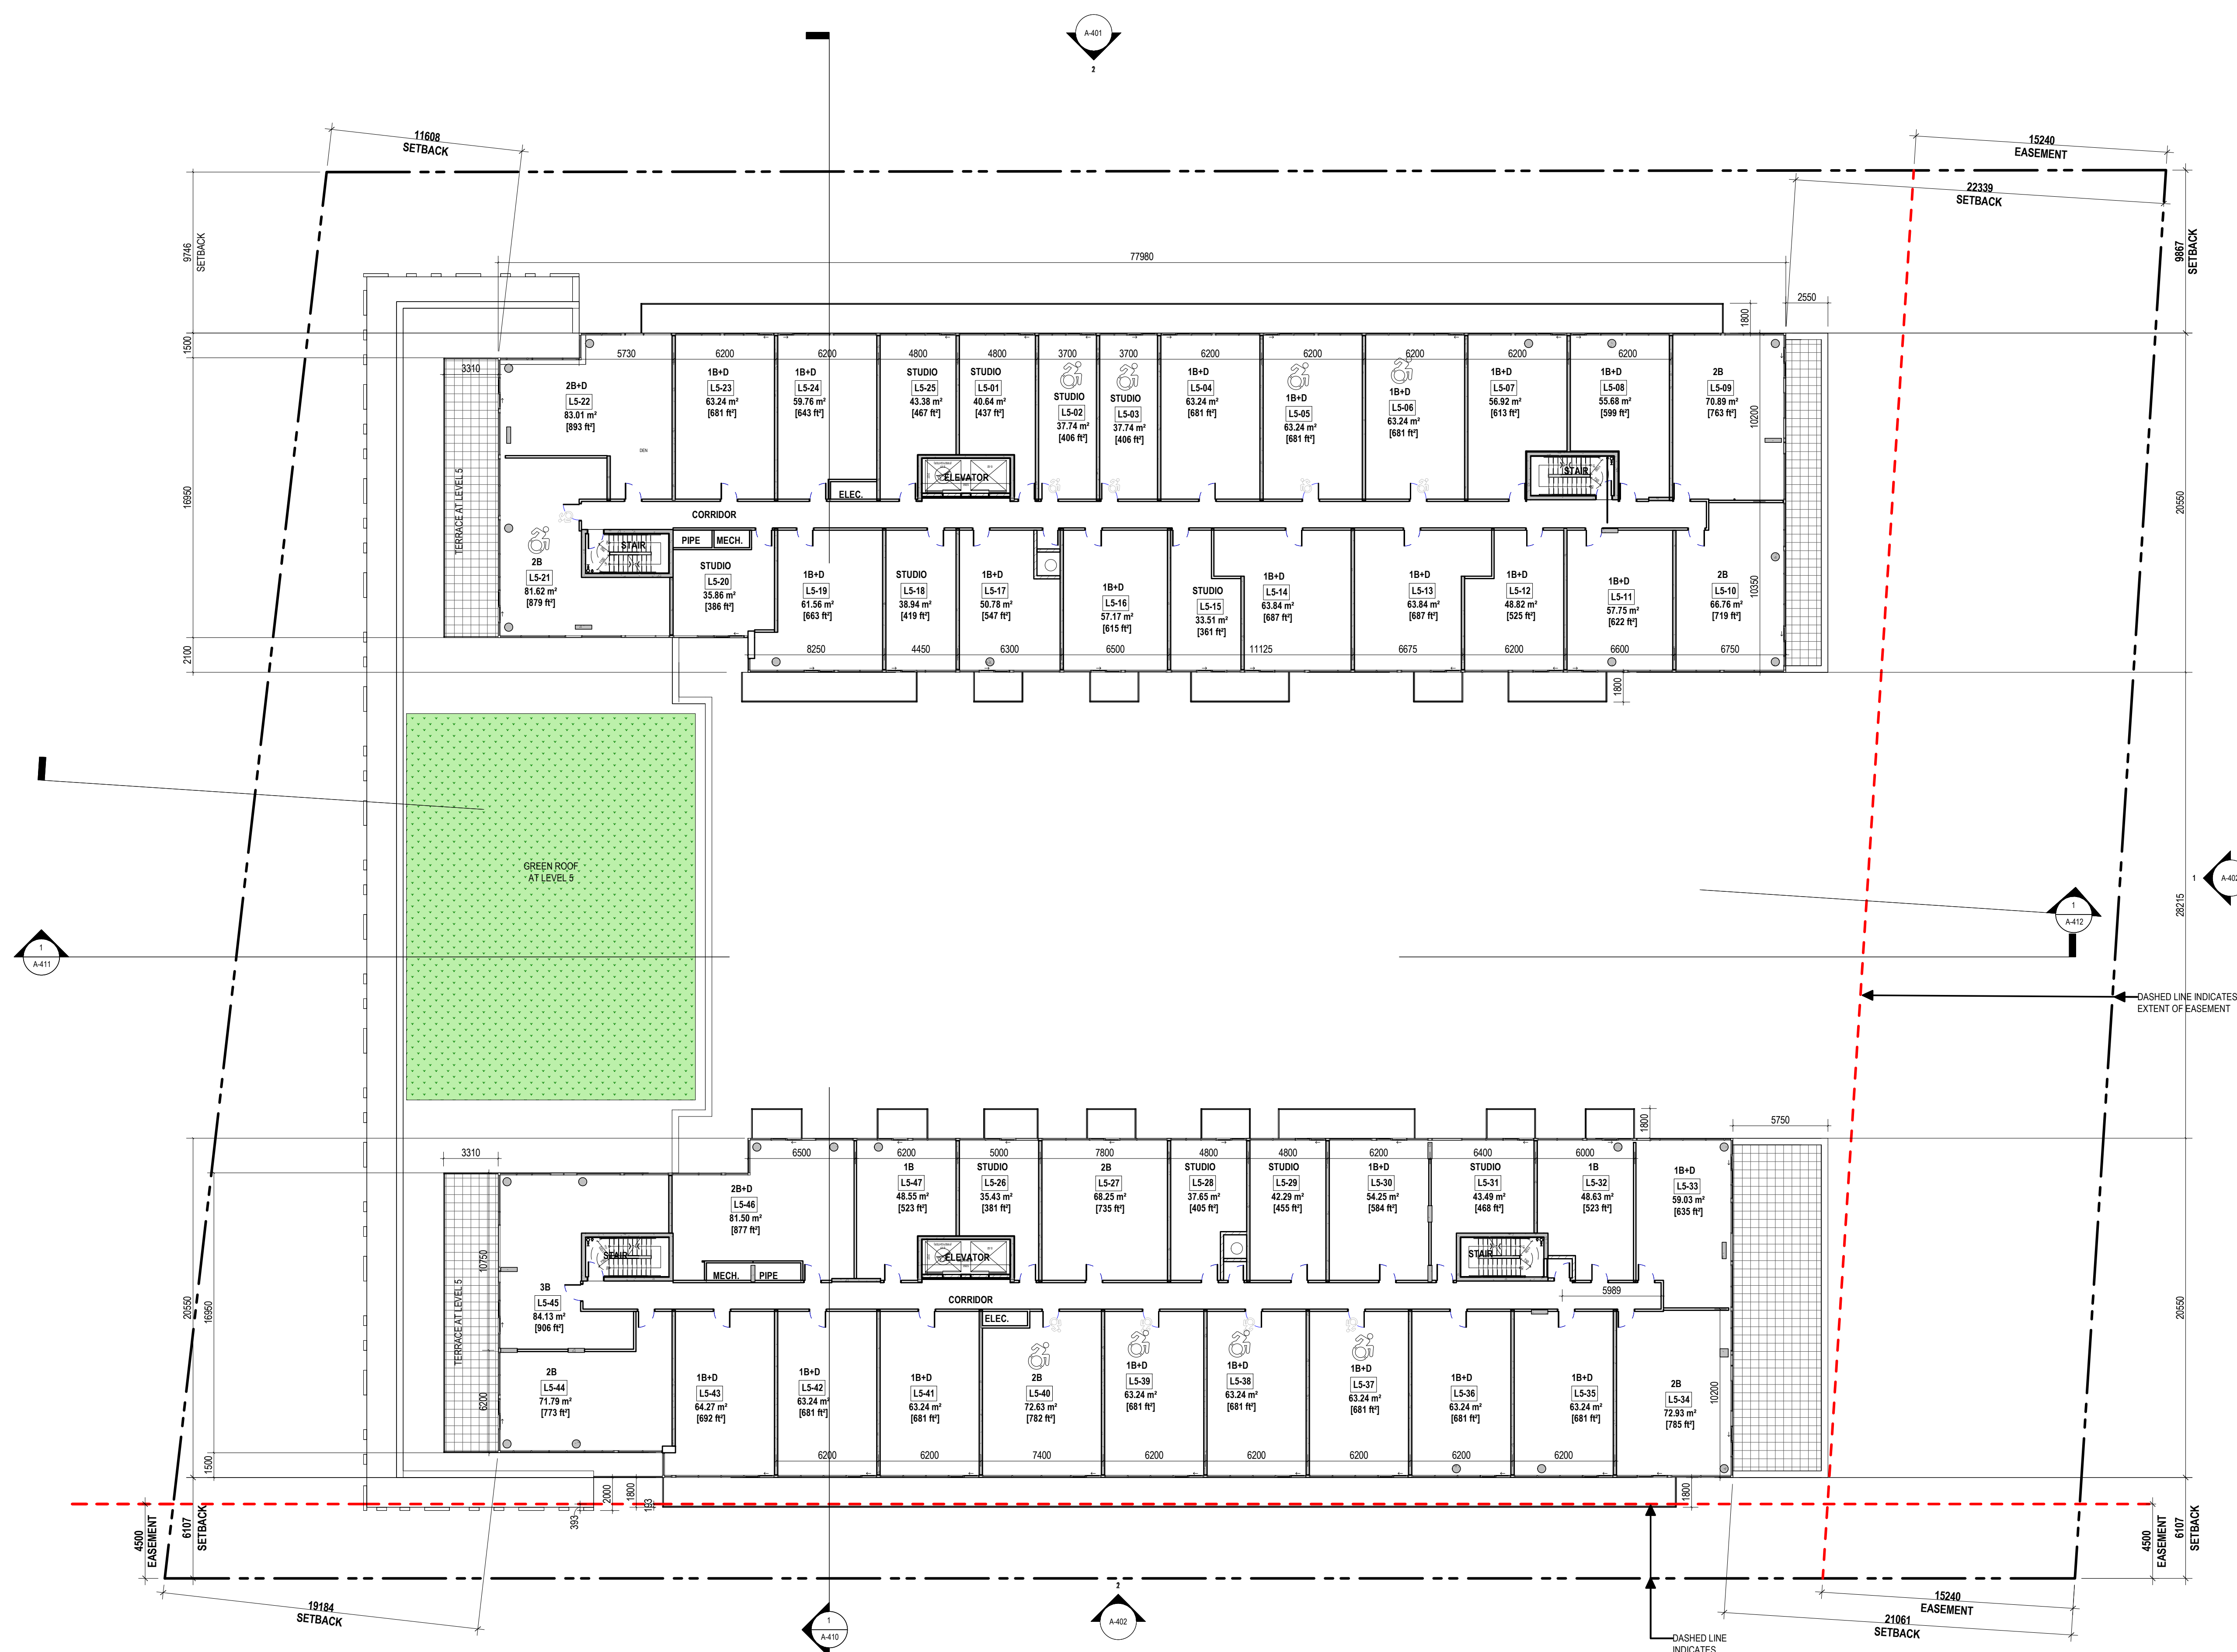 A-401
2
11608
SETBACK
15240
EASEMENT
22339
SETBACK
9746
SETBACK
9867
SETBACK
77980
2550
1800
1500
3310
5730
6200
6200
4800
4800
3700
3700
6200
6200
6200
6200
6200
2B+D
L5-22
83.01 m²
[893 ft²]
1B+D
L5-23
63.24 m²
[681 ft²]
1B+D
L5-24
59.76 m²
[643 ft²]
STUDIO
L5-25
43.38 m²
[467 ft²]
STUDIO
L5-01
40.64 m²
[437 ft²]
STUDIO
L5-02
37.74 m²
[406 ft²]
STUDIO
L5-03
37.74 m²
[406 ft²]
1B+D
L5-04
63.24 m²
[681 ft²]
1B+D
L5-05
63.24 m²
[681 ft²]
1B+D
L5-06
63.24 m²
[681 ft²]
1B+D
L5-07
56.92 m²
[613 ft²]
1B+D
L5-08
55.68 m²
[599 ft²]
2B
L5-09
70.89 m²
[763 ft²]
10200
DEN
ELEVATOR
STAIR
ELEC.
16950
TERRACE AT LEVEL 5
20550
CORRIDOR
STAIR
PIPE
MECH.
2B
L5-21
81.62 m²
[879 ft²]
STUDIO
L5-20
35.86 m²
[386 ft²]
1B+D
L5-19
61.56 m²
[663 ft²]
STUDIO
L5-18
38.94 m²
[419 ft²]
1B+D
L5-17
50.78 m²
[547 ft²]
1B+D
L5-16
57.17 m²
[615 ft²]
STUDIO
L5-15
33.51 m²
[361 ft²]
1B+D
L5-14
63.84 m²
[687 ft²]
1B+D
L5-13
63.84 m²
[687 ft²]
1B+D
L5-12
48.82 m²
[525 ft²]
1B+D
L5-11
57.75 m²
[622 ft²]
2B
L5-10
66.76 m²
[719 ft²]
10350
2100
8250
4450
6300
6500
11125
6675
6200
6600
6750
1800
GREEN ROOF
AT LEVEL 5
28215
1
A-402
1
A-412
1
A-411
DASHED LINE INDICATES
EXTENT OF EASEMENT
1800
5750
3310
6500
6200
5000
7800
4800
4800
6200
6400
6000
2B+D
L5-46
81.50 m²
[877 ft²]
1B
L5-47
48.55 m²
[523 ft²]
STUDIO
L5-26
35.43 m²
[381 ft²]
2B
L5-27
68.25 m²
[735 ft²]
STUDIO
L5-28
37.65 m²
[405 ft²]
STUDIO
L5-29
42.29 m²
[455 ft²]
1B+D
L5-30
54.25 m²
[584 ft²]
STUDIO
L5-31
43.49 m²
[468 ft²]
1B
L5-32
48.63 m²
[523 ft²]
1B+D
L5-33
59.03 m²
[635 ft²]
STAIR
ELEVATOR
STAIR
MECH.
PIPE
10750
TERRACE AT LEVEL 5
20550
16950
20550
3B
L5-45
84.13 m²
[906 ft²]
CORRIDOR
5989
ELEC.
2B
L5-44
71.79 m²
[773 ft²]
1B+D
L5-43
64.27 m²
[692 ft²]
1B+D
L5-42
63.24 m²
[681 ft²]
1B+D
L5-41
63.24 m²
[681 ft²]
2B
L5-40
72.63 m²
[782 ft²]
1B+D
L5-39
63.24 m²
[681 ft²]
1B+D
L5-38
63.24 m²
[681 ft²]
1B+D
L5-37
63.24 m²
[681 ft²]
1B+D
L5-36
63.24 m²
[681 ft²]
1B+D
L5-35
63.24 m²
[681 ft²]
2B
L5-34
72.93 m²
[785 ft²]
10200
6200
6200
6200
7400
6200
6200
6200
6200
6200
1500
2000
1800
193
393
1800
4500
EASEMENT
6107
SETBACK
4500
EASEMENT
6107
SETBACK
19184
SETBACK
1
A-410
2
A-402
15240
EASEMENT
21061
SETBACK
DASHED LINE
INDICATES